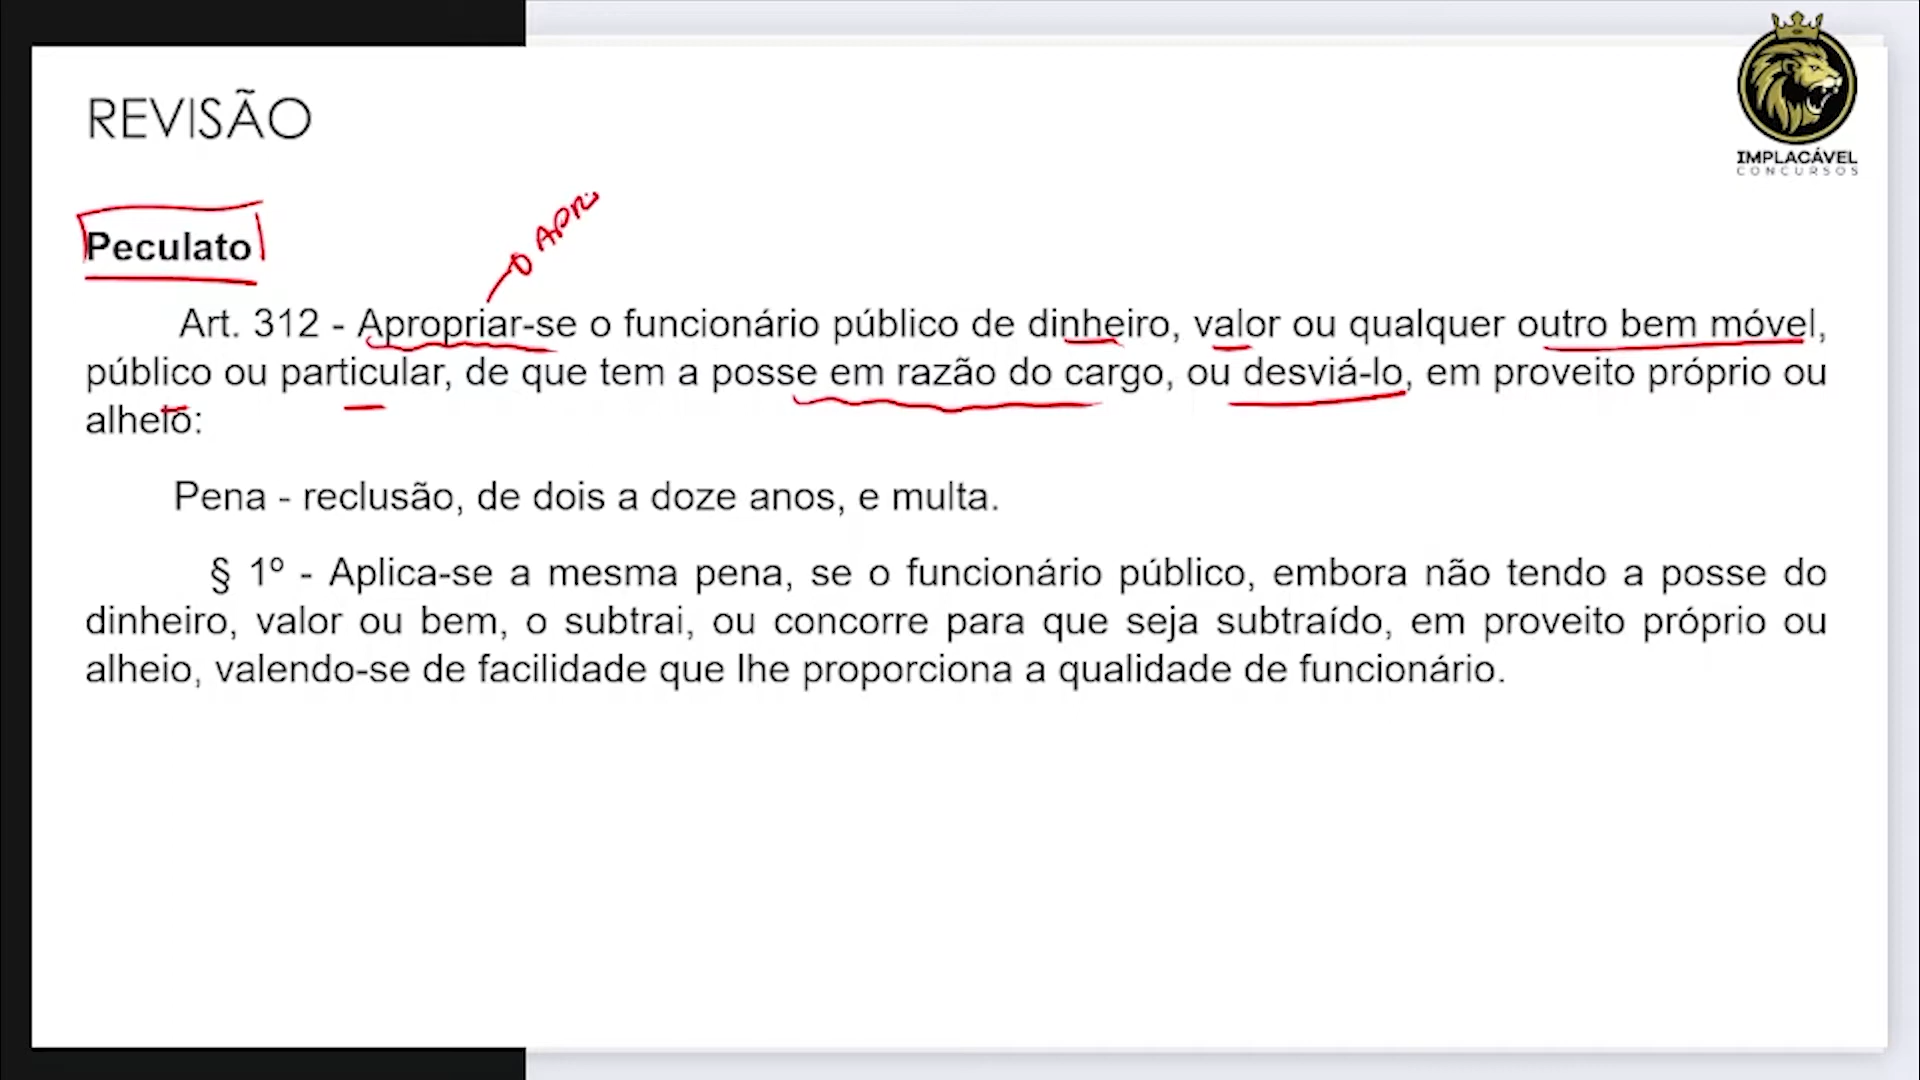 REVISÃO
IMPLACÁVEL
CONCURSOS
APRO
Peculato
Art. 312 - Apropriar-se o funcionário público de dinheiro, valor ou qualquer outro bem móvel,
público ou particular, de que tem a posse em razão do cargo, ou desviá-lo, em proveito próprio ou
alheio:
Pena - reclusão, de dois a doze anos, e multa.
§ 1º - Aplica-se a mesma pena, se o funcionário público, embora não tendo a posse do
dinheiro, valor ou bem, o subtrai, ou concorre para que seja subtraído, em proveito próprio ou
alheio, valendo-se de facilidade que lhe proporciona a qualidade de funcionário.